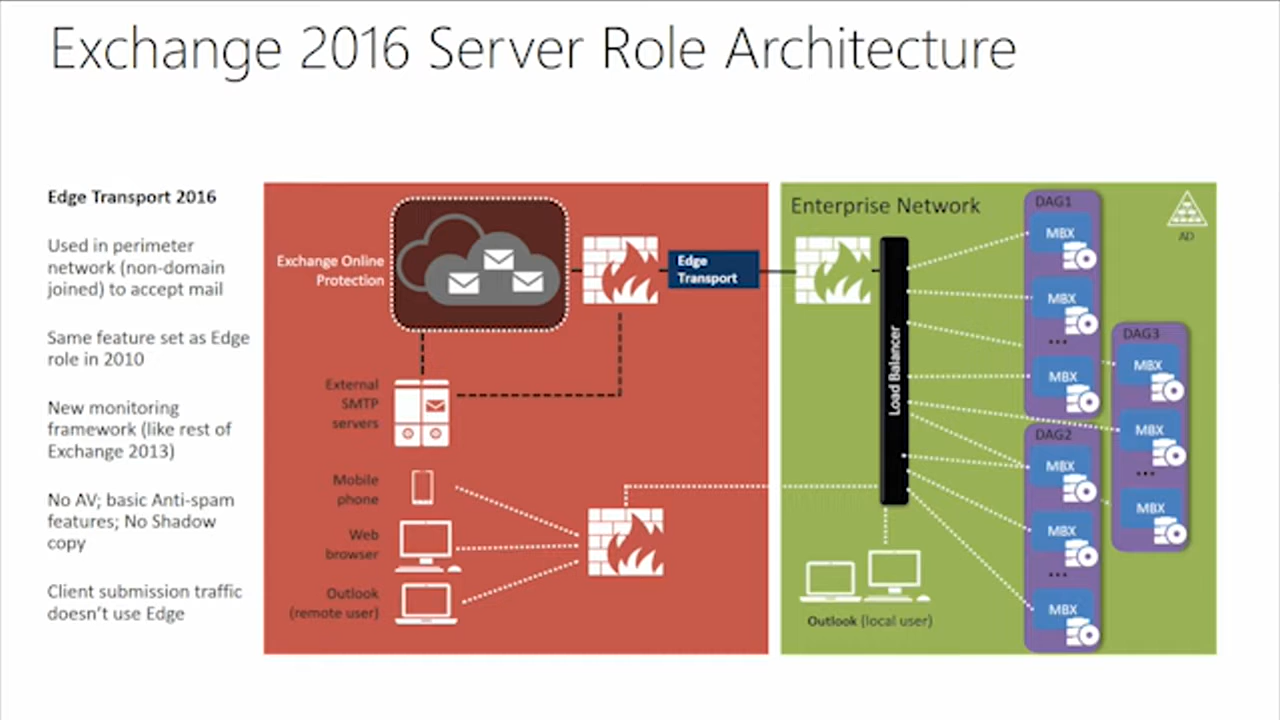 Exchange 2016 Server Role Architecture
Edge Transport 2016
Used in perimeter
network (non-domain
joined) to accept mail
Same feature set as Edge
role in 2010
New monitoring
framework (like rest of
Exchange 2013)
No AV; basic Anti-spam
features; No Shadow
copy
Client submission traffic
doesn't use Edge
Exchange Online
Protection
External
SMTP
servers
Mobile
phone
Web
browser
Outlook
(remote user)
Edge
Transport
Enterprise Network
Load Balancer
Outlook (local user)
DAG1
MBX
MBX
...
MBX
DAG2
MBX
MBX
...
MBX
DAG3
MBX
MBX
...
MBX
AD